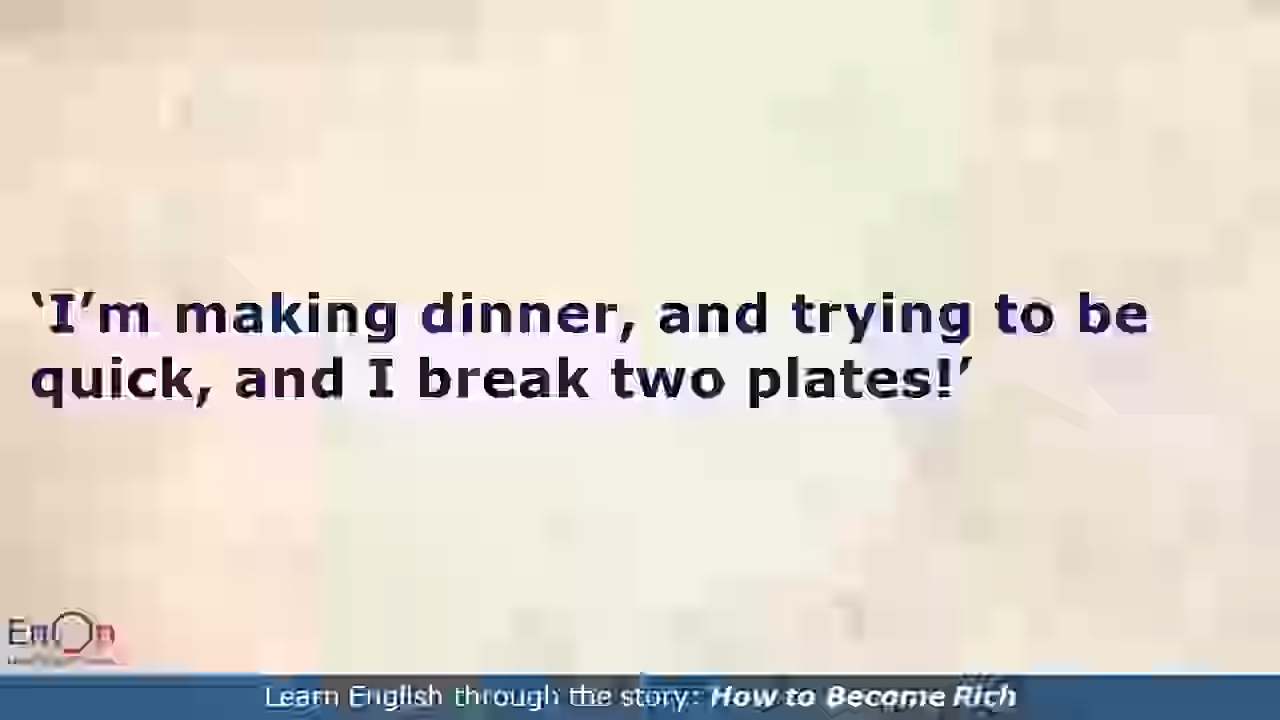 ‘I’m making dinner, and trying to be
quick, and I break two plates!’
Learn English through the story: How to Become Rich